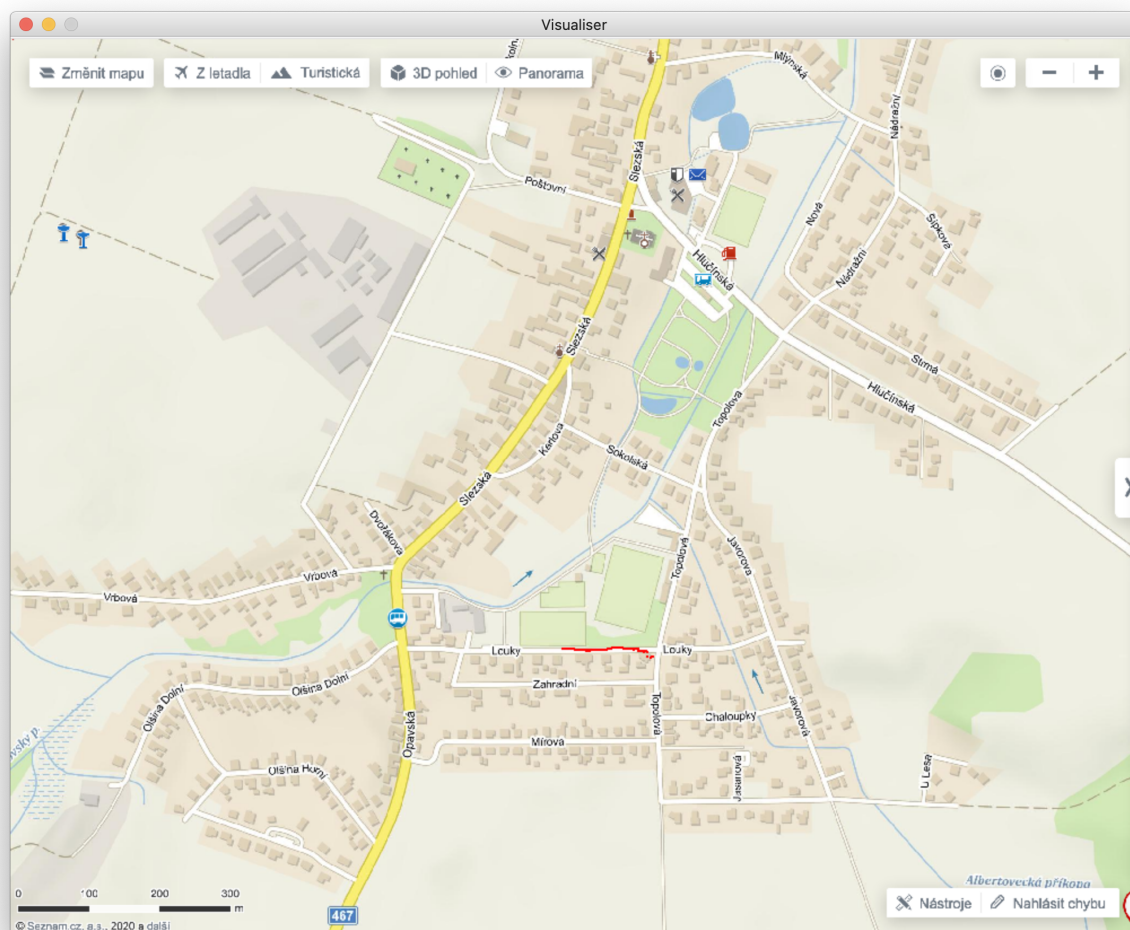 Visualiser
Změnit mapu
Z letadla
Turistická
3D pohled
Panorama
Mlýnská
Nádražní
Slezská
Poštovní
Nová
Šipková
Hlučínská
Nádražní
Slezská
Strmá
Hlučínská
Topolová
Karlova
Sokolská
Slezská
Dvořákova
Topolová
Javorová
Vrbová
Vrbová
Louky
Louky
Zahradní
Olšina Dolní
Olšina Dolní
Topolová
Chaloupky
Javorová
Opavská
Mírová
Olšina Horní
Jasanová
U Lesa
Albertovecká příkopa
0 100 200 300
m
467
Nástroje
Nahlásit chybu
© Seznam.cz, a.s., 2020 a další